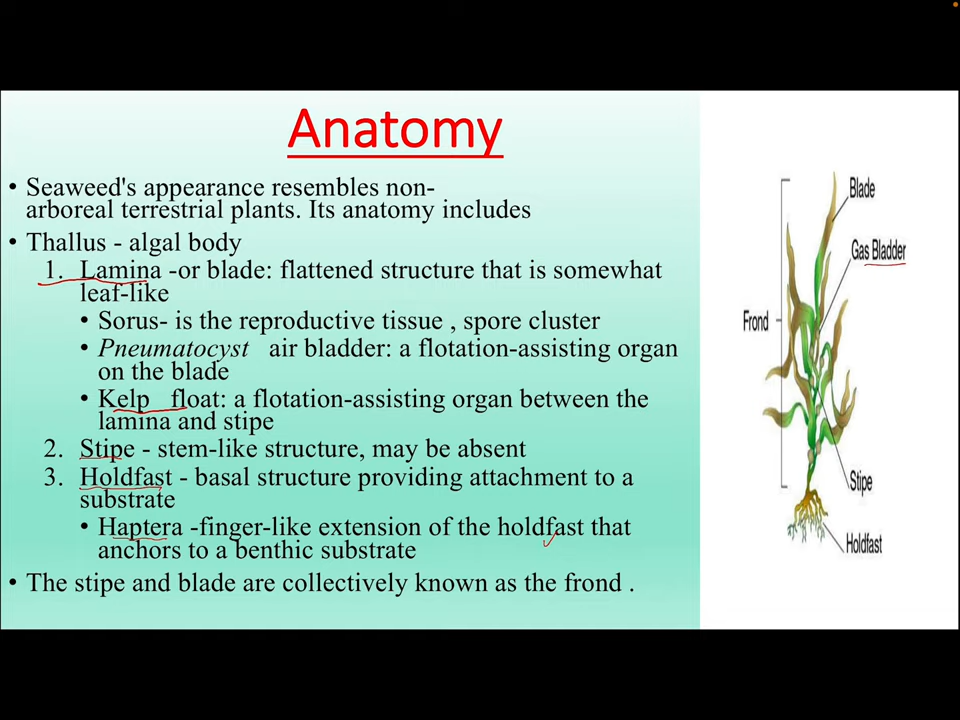 Anatomy
• Seaweed's appearance resembles non-
arboreal terrestrial plants. Its anatomy includes
• Thallus - algal body
1. Lamina -or blade: flattened structure that is somewhat
leaf-like
• Sorus- is the reproductive tissue , spore cluster
• Pneumatocyst air bladder: a flotation-assisting organ
on the blade
• Kelp float: a flotation-assisting organ between the
lamina and stipe
2. Stipe - stem-like structure, may be absent
3. Holdfast - basal structure providing attachment to a
substrate
• Haptera -finger-like extension of the holdfast that
anchors to a benthic substrate
• The stipe and blade are collectively known as the frond .
Blade
Gas Bladder
Frond
Stipe
Holdfast